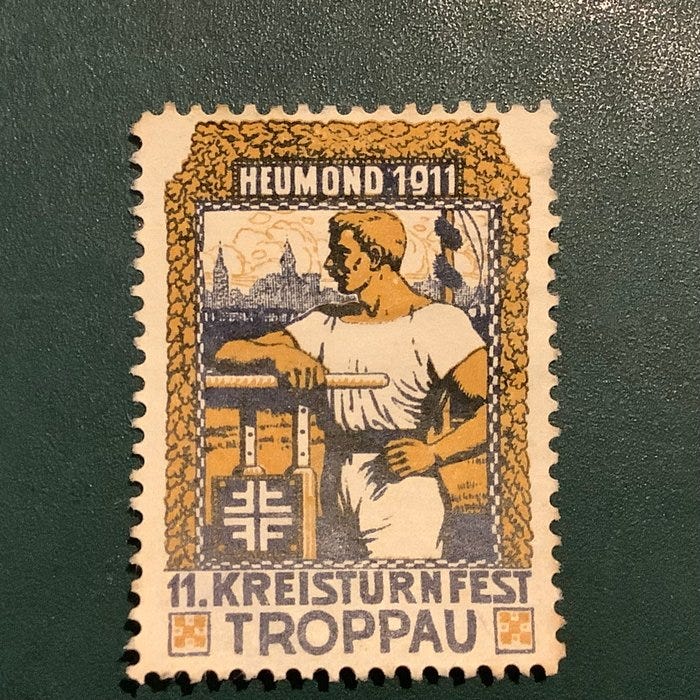 HEUMOND 1911
11. KREISTURNFEST
TROPPAU